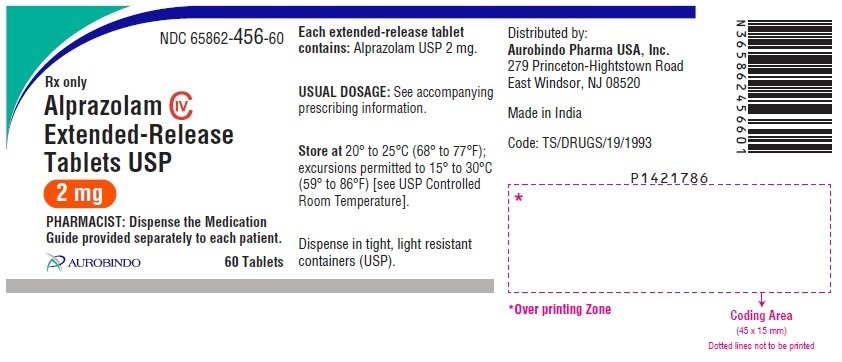 NDC 65862-456-60
Rx only
Alprazolam CIV
Extended-Release
Tablets USP
2 mg
PHARMACIST: Dispense the Medication
Guide provided separately to each patient.
AUROBINDO
60 Tablets
Each extended-release tablet
contains: Alprazolam USP 2 mg.
USUAL DOSAGE: See accompanying
prescribing information.
Store at 20° to 25°C (68° to 77°F);
excursions permitted to 15° to 30°C
(59° to 86°F) [see USP Controlled
Room Temperature].
Dispense in tight, light resistant
containers (USP).
Distributed by:
Aurobindo Pharma USA, Inc.
279 Princeton-Hightstown Road
East Windsor, NJ 08520
Made in India
Code: TS/DRUGS/19/1993
N365862456601
P1421786
*
*Over printing Zone
Coding Area
(45 x 15 mm)
Dotted lines not to be printed